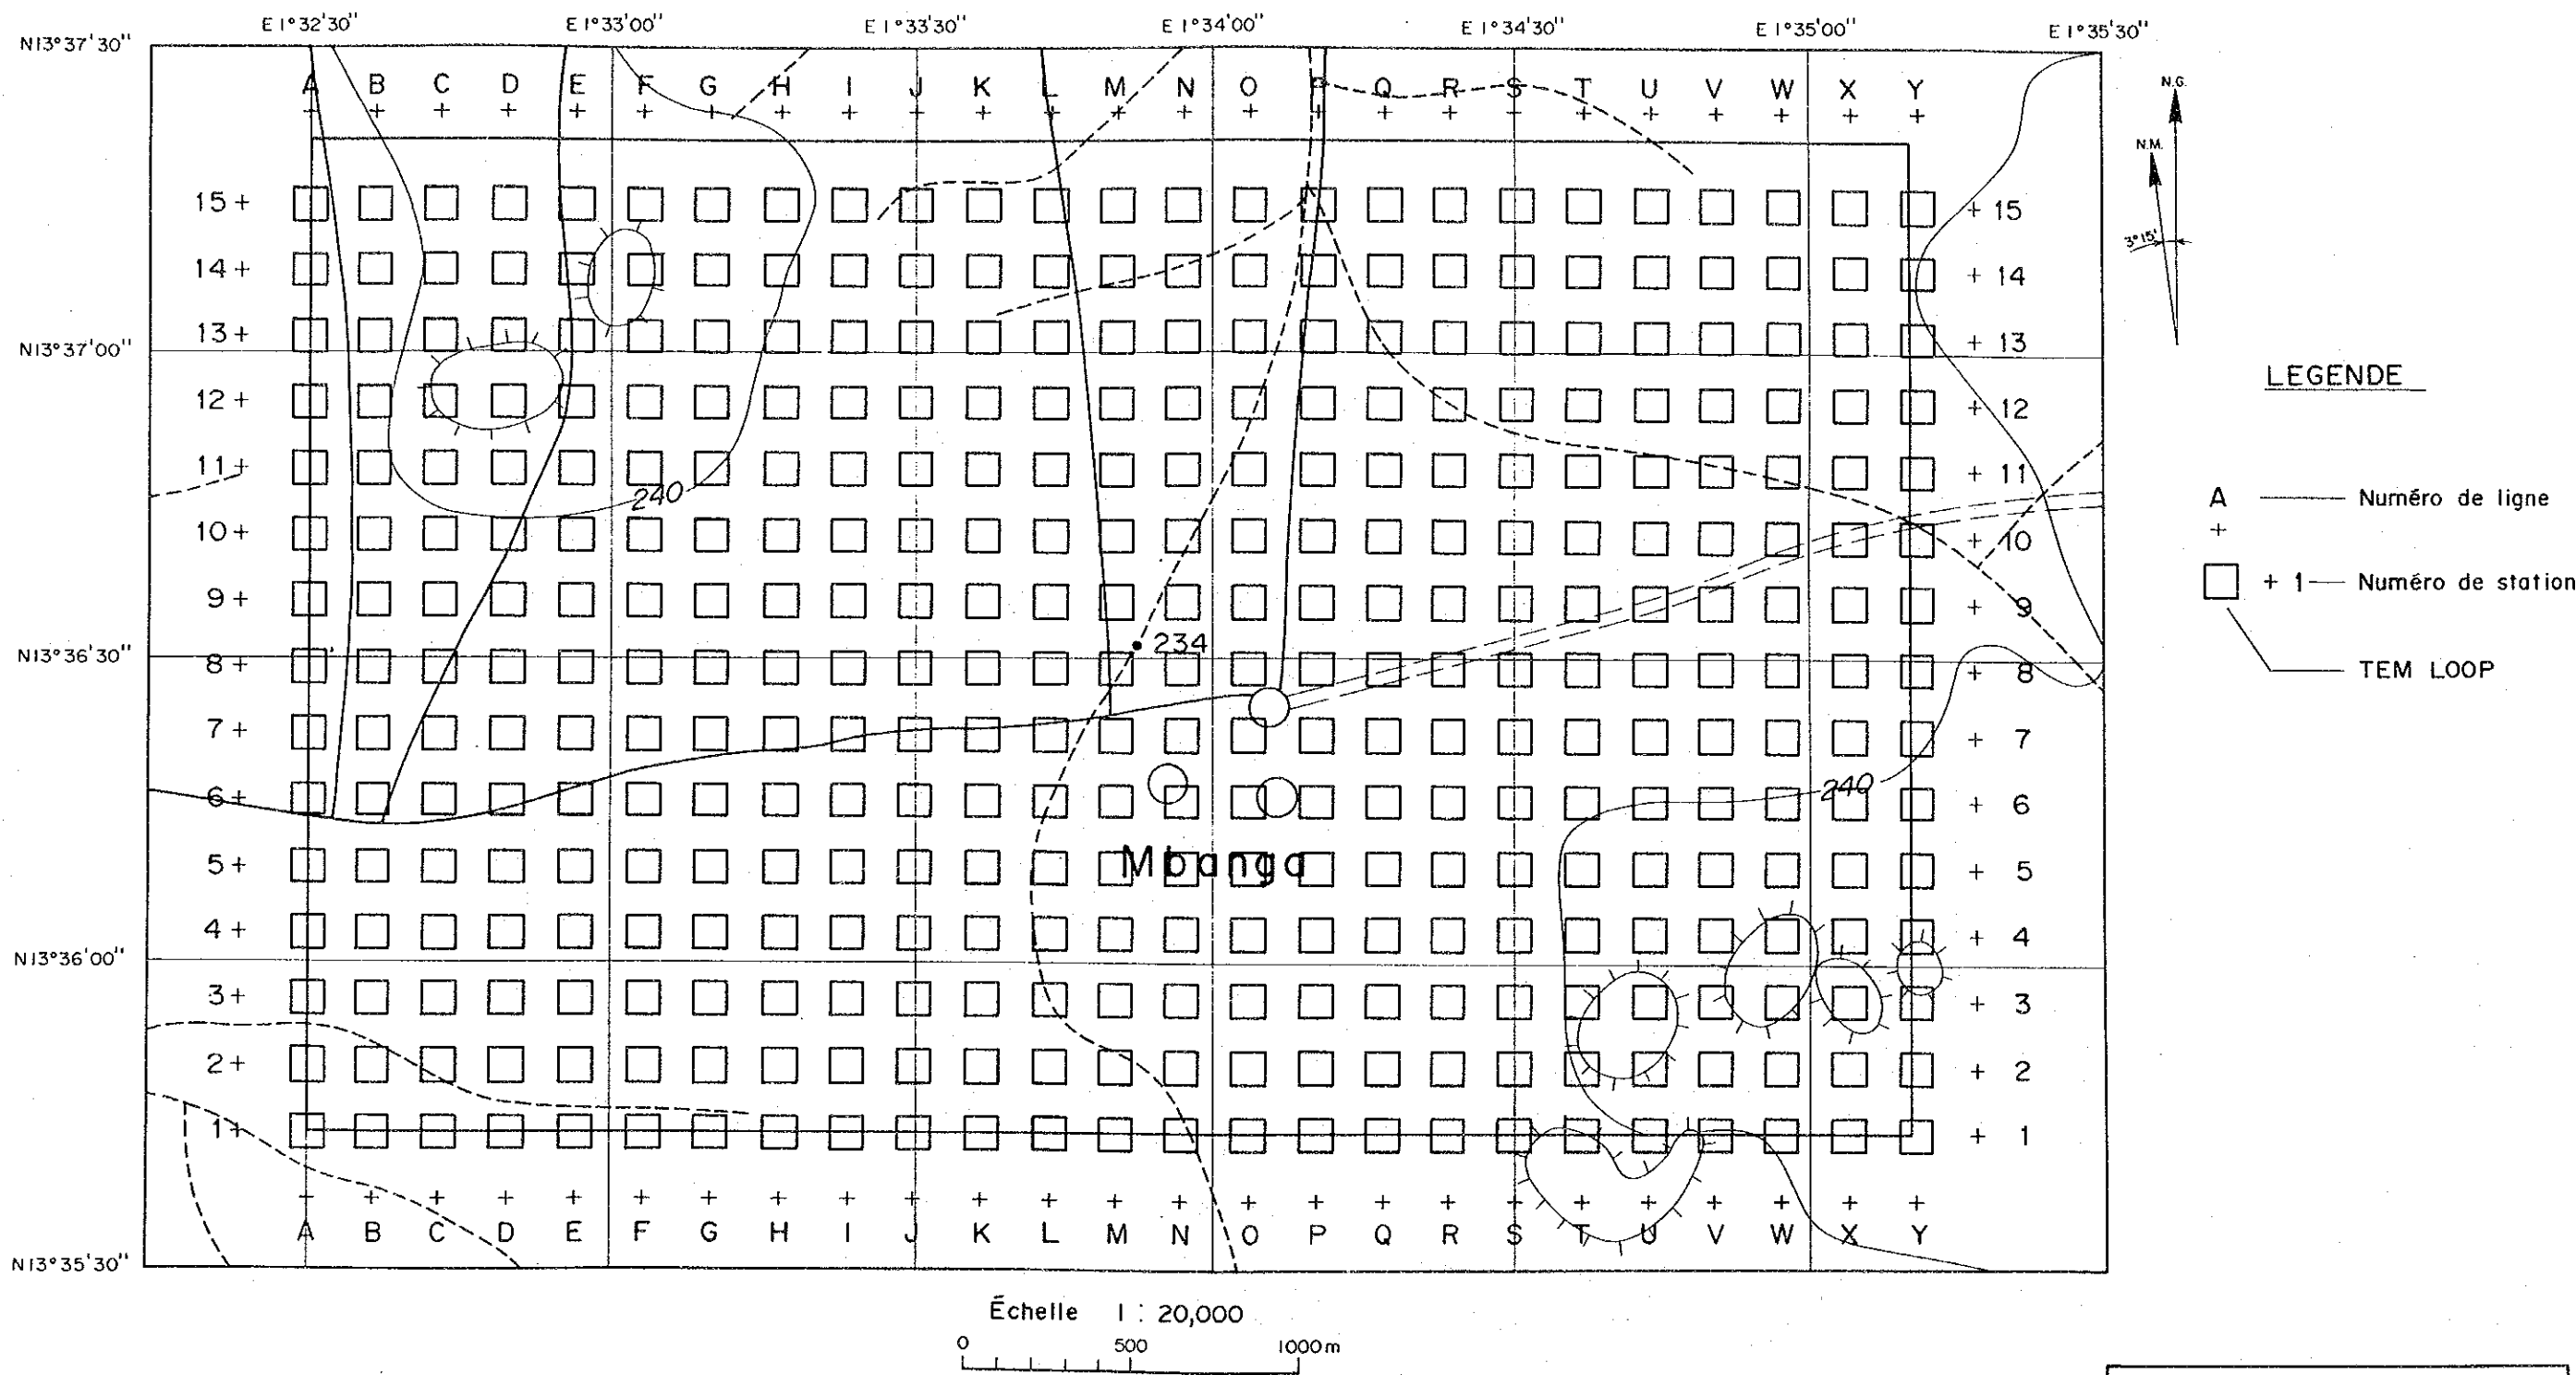 E 1°32'30" E 1°33'00" E 1°33'30" E 1°34'00" E 1°34'30" E 1°35'00" E 1°35'30"
N13°37'30"
A B C D E F G H I J K L M N O P Q R S T U V W X Y
N.G.
N.M.
3°15'
15 + + 15
14 + + 14
13 + + 13
N13°37'00"
12 + + 12
11 + + 11
240
10 + + 10
9 + + 9
234
N13°36'30"
8 + + 8
7 + + 7
240
6 + + 6
Mbanga
5 + + 5
4 + + 4
N13°36'00"
3 + + 3
2 + + 2
1 + + 1
A B C D E F G H I J K L M N O P Q R S T U V W X Y
N13°35'30"
LEGENDE
A Numéro de ligne
+
+ 1 Numéro de station
TEM LOOP
Échelle 1 : 20,000
0 500 1000m